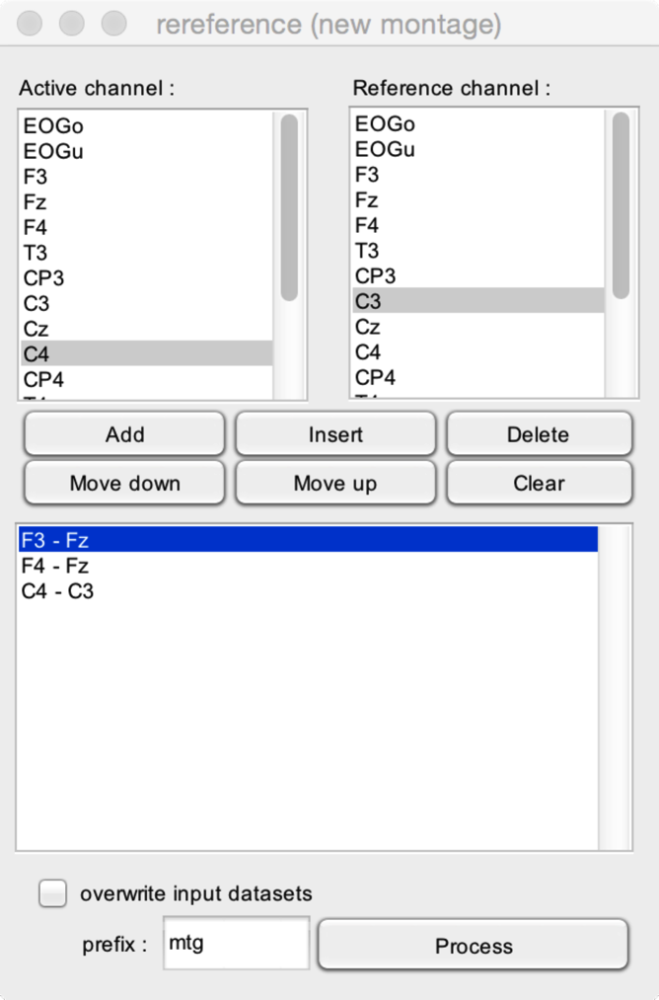 rereference (new montage)
Active channel :
EOGo
EOGu
F3
Fz
F4
T3
CP3
C3
Cz
C4
CP4
Reference channel :
EOGo
EOGu
F3
Fz
F4
T3
CP3
C3
Cz
C4
CP4
Add Insert Delete
Move down Move up Clear
F3 - Fz
F4 - Fz
C4 - C3
overwrite input datasets
prefix : mtg Process